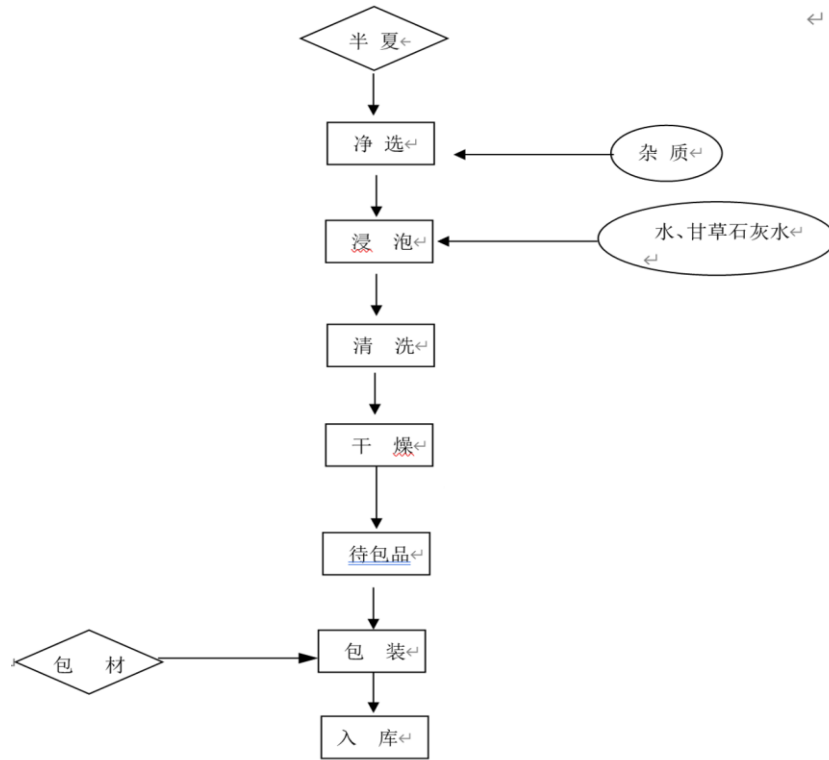 半 夏
净 选
杂 质
浸 泡
水、甘草石灰水
清 洗
干 燥
待包品
包 材
包 装
入 库